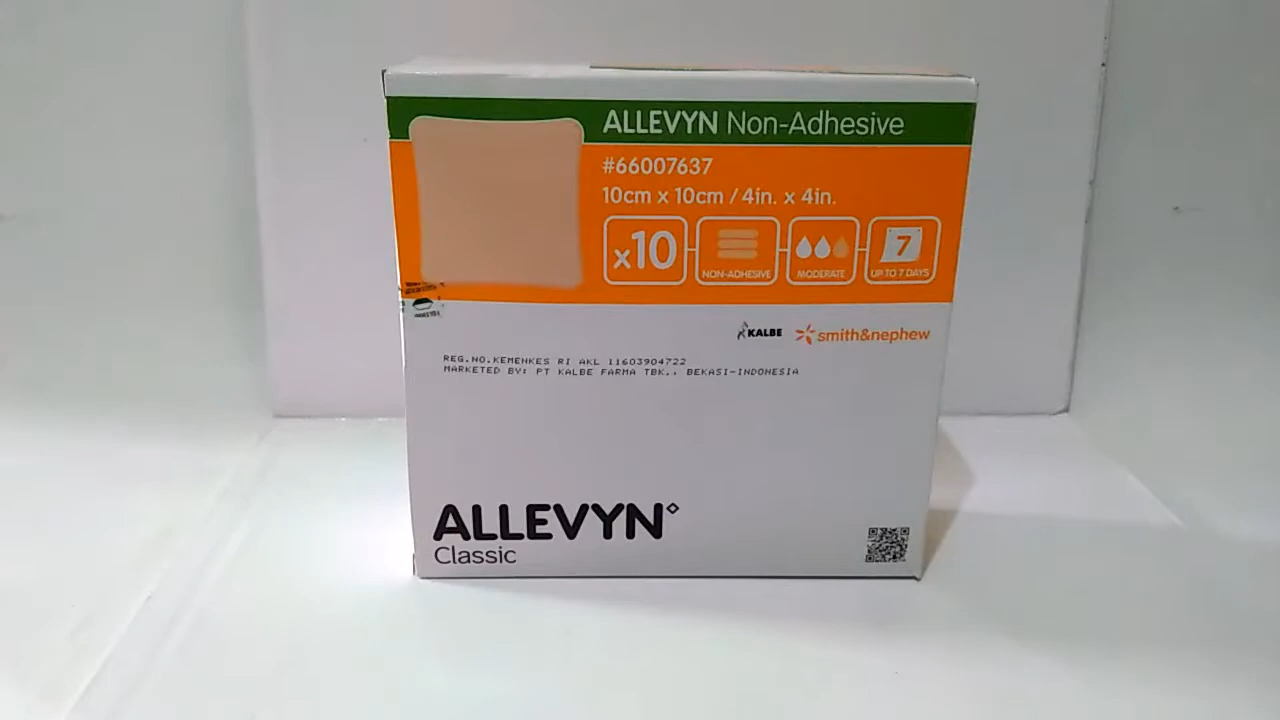 ALLEVYN Non-Adhesive
#66007637
10cm x 10cm / 4in. x 4in.
x10
NON-ADHESIVE
MODERATE
7
UP TO 7 DAYS
KALBE
smith&nephew
REG.NO.KEMENKES RI AKL 11603904722
MARKETED BY: PT KALBE FARMA TBK., BEKASI-INDONESIA
ALLEVYN◇
Classic